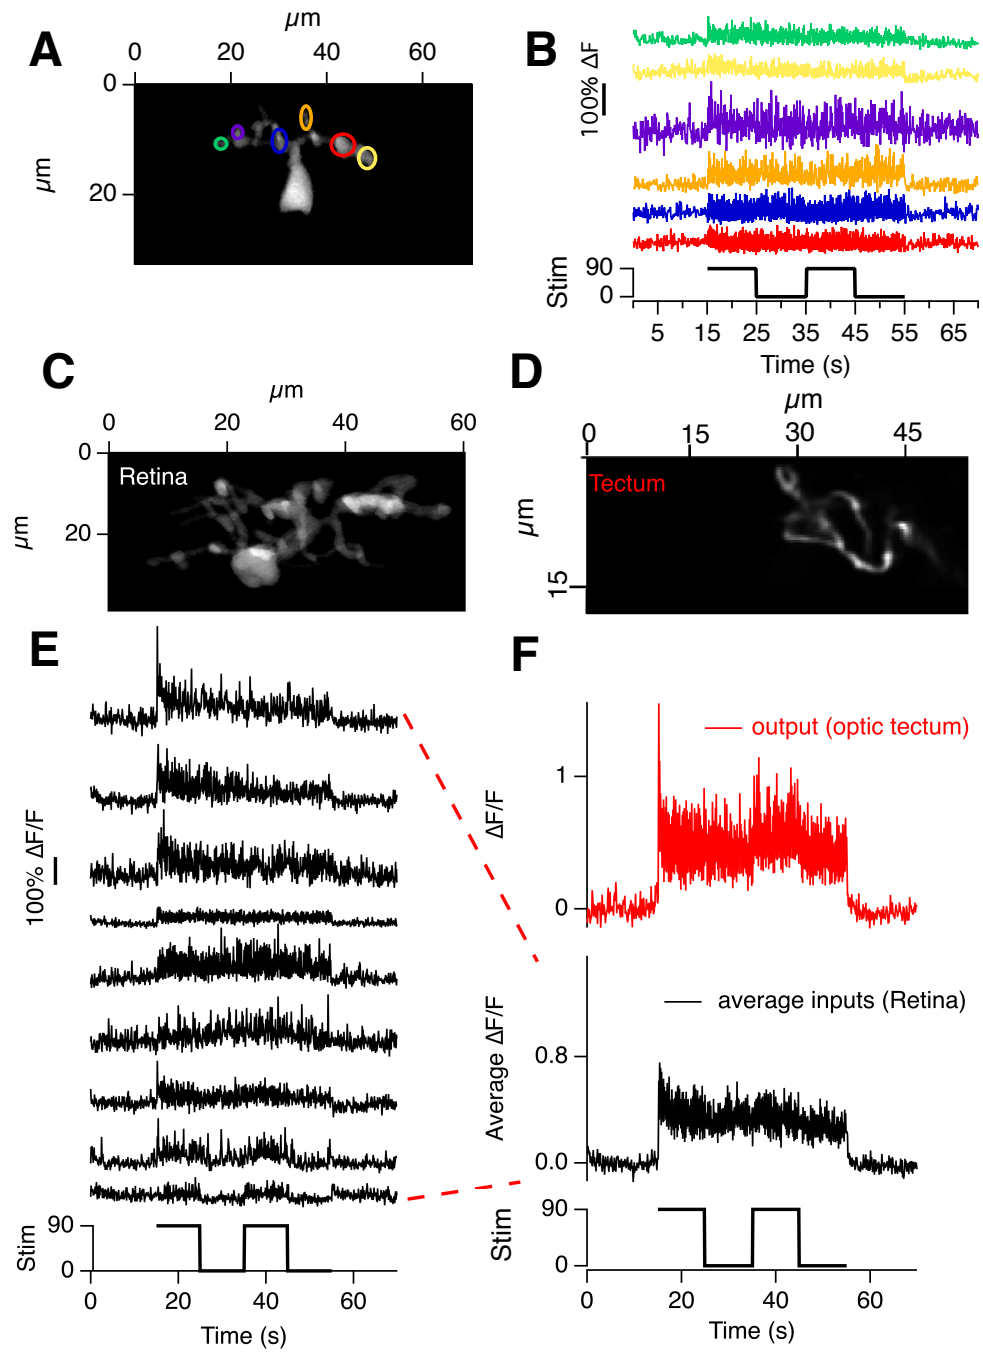 A
µm
0 20 40 60
0
µm
20
B
100% ΔF
Stim
90
0
5 15 25 35 45 55 65
Time (s)
C
µm
0 20 40 60
0
µm
20
Retina
D
µm
0 15 30 45
µm
15
Tectum
E
100% ΔF/F
Stim
90
0
0 20 40 60
Time (s)
F
output (optic tectum)
ΔF/F
1
0
average inputs (Retina)
Average ΔF/F
0.8
0.0
Stim
90
0
0 20 40 60
Time (s)